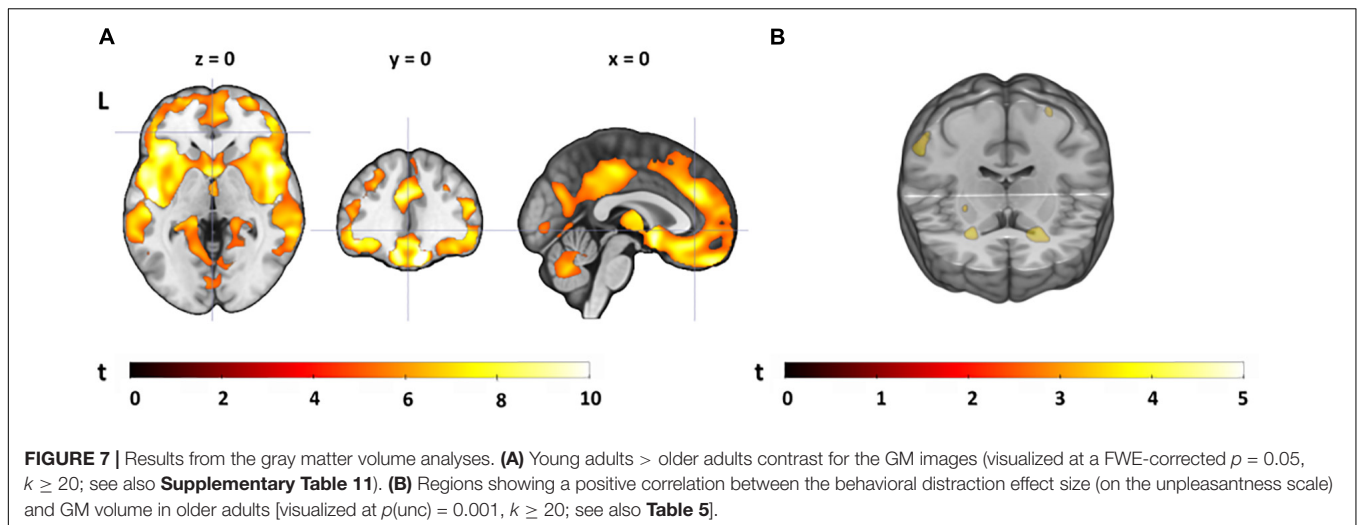 A
B
z = 0
y = 0
x = 0
L
t
0 2 4 6 8 10
t
0 1 2 3 4 5
FIGURE 7 | Results from the gray matter volume analyses. (A) Young adults > older adults contrast for the GM images (visualized at a FWE-corrected p = 0.05,
k ≥ 20; see also Supplementary Table 11). (B) Regions showing a positive correlation between the behavioral distraction effect size (on the unpleasantness scale)
and GM volume in older adults [visualized at p(unc) = 0.001, k ≥ 20; see also Table 5].